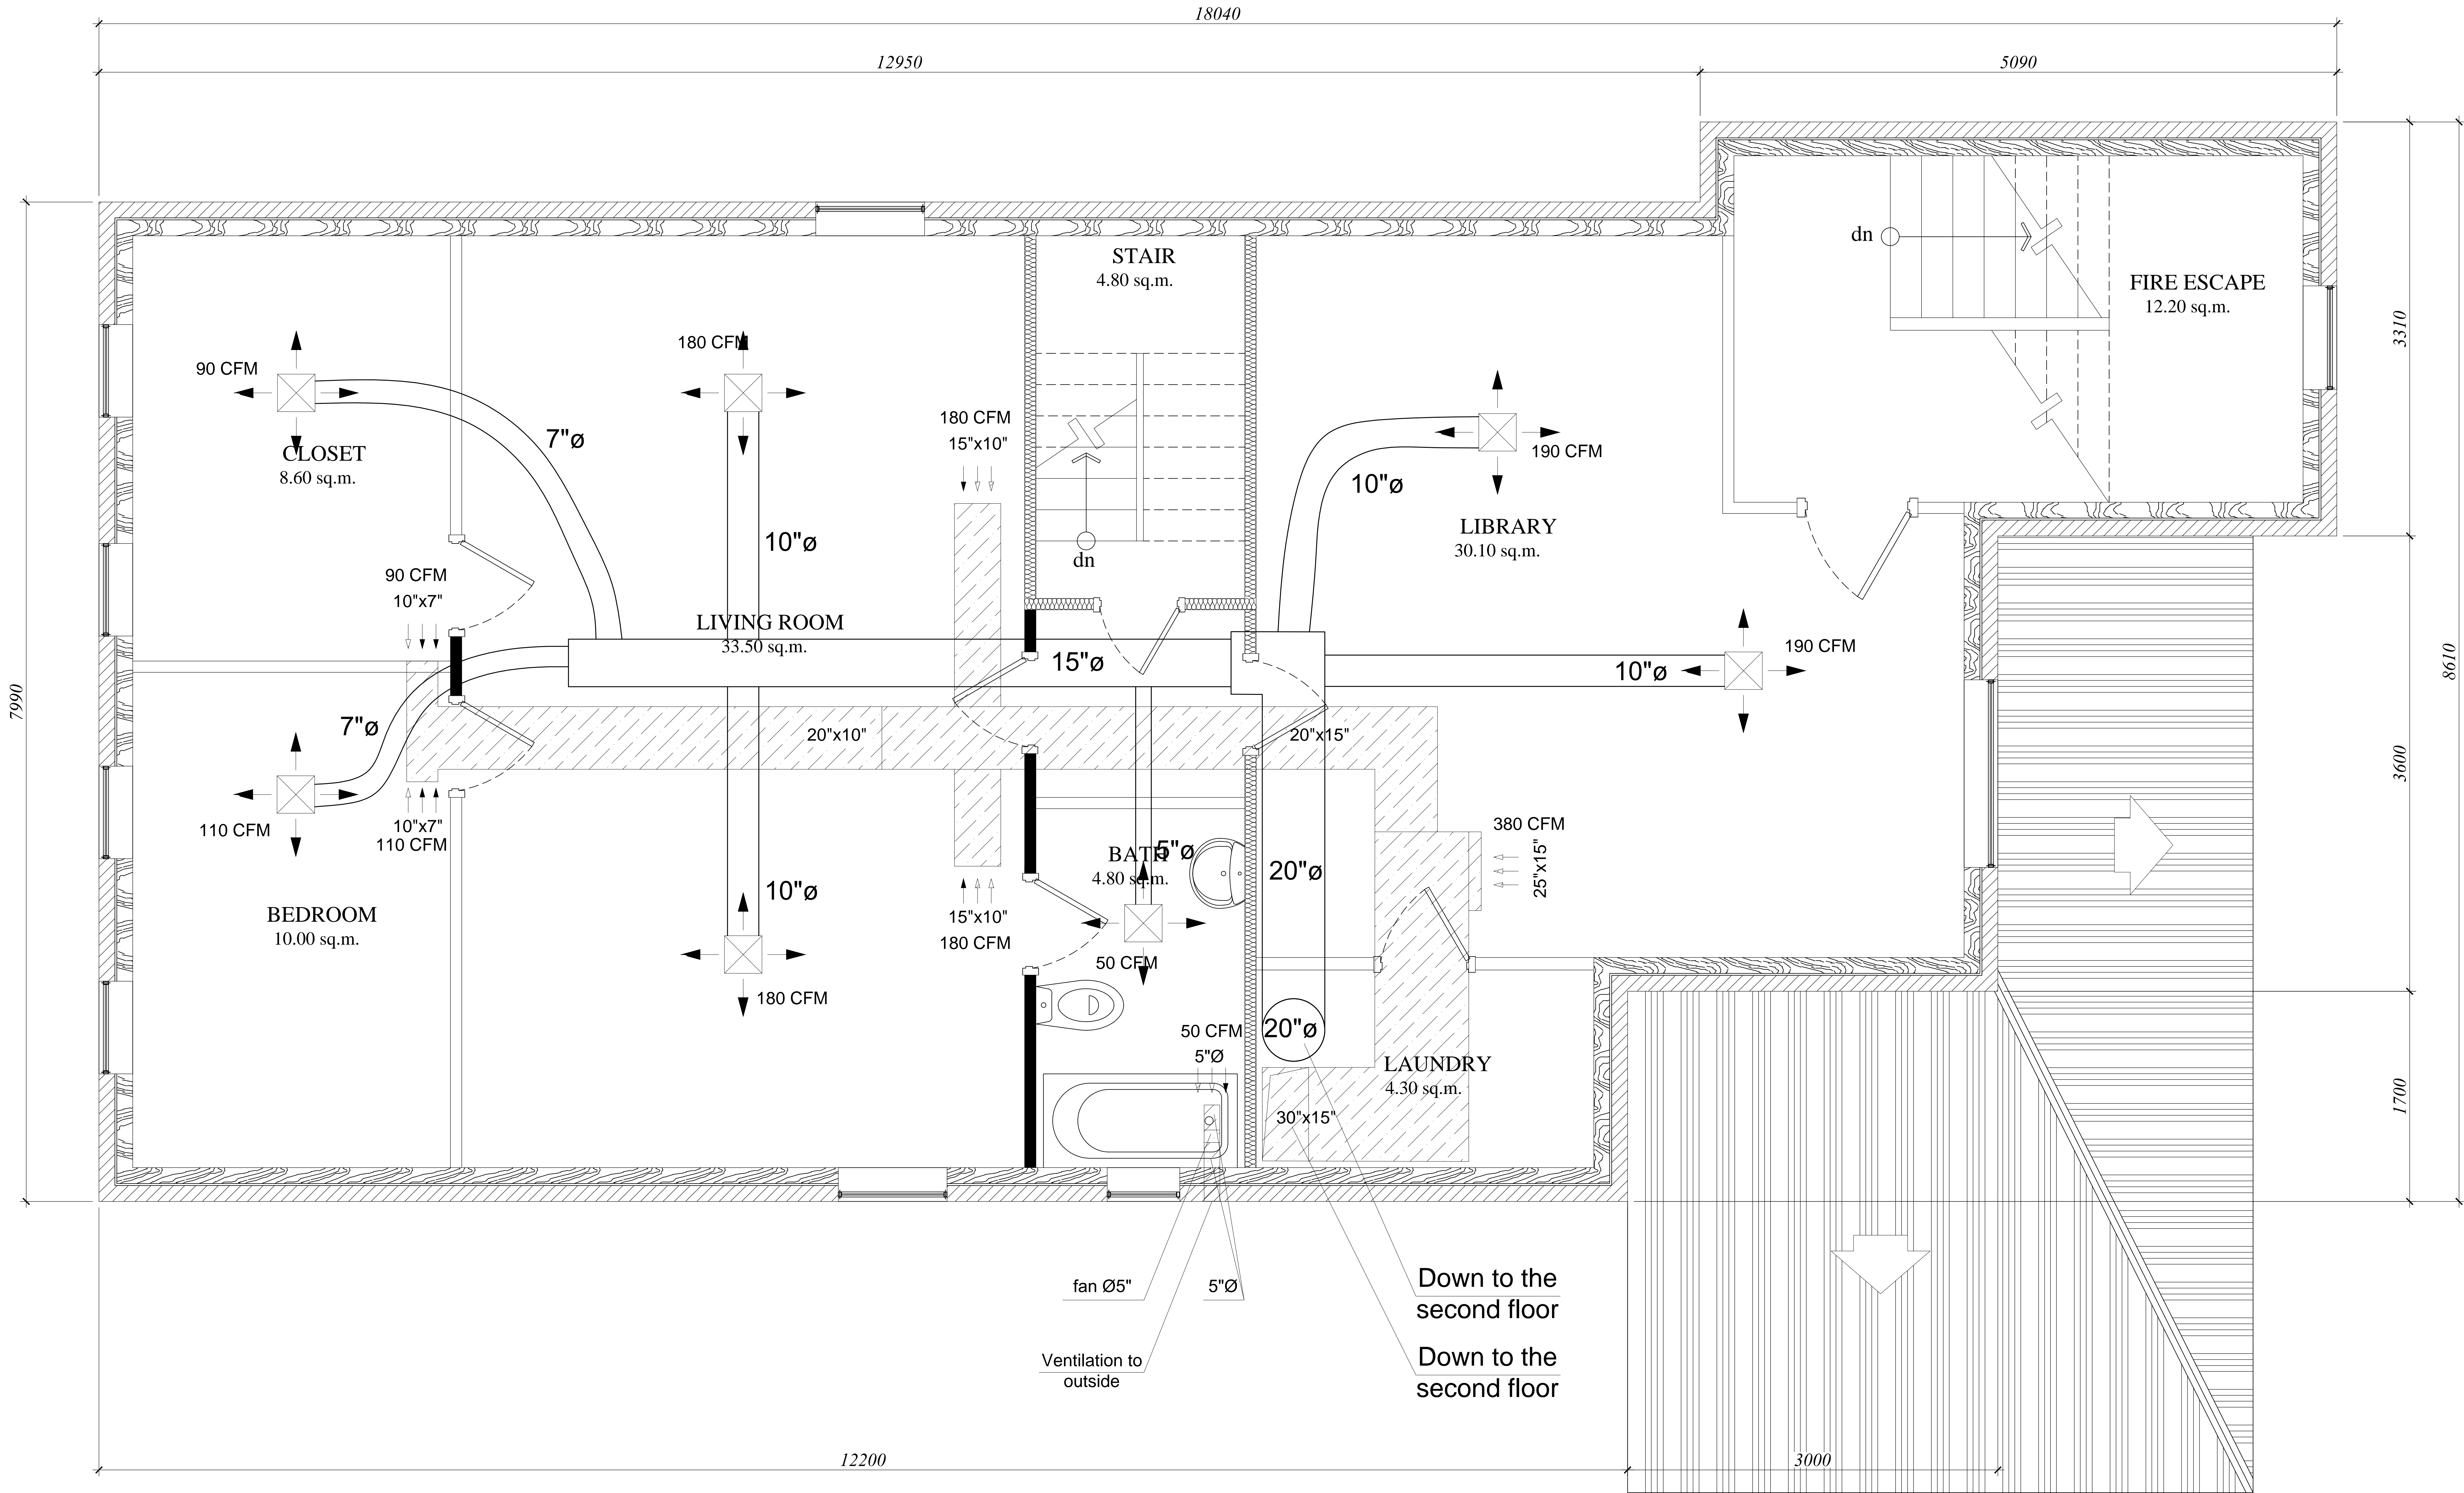 18040
12950
5090
STAIR
4.80 sq.m.
dn
FIRE ESCAPE
12.20 sq.m.
3310
180 CFM
90 CFM
7"ø
180 CFM
15"x10"
190 CFM
CLOSET
8.60 sq.m.
10"ø
LIBRARY
30.10 sq.m.
10"ø
dn
90 CFM
10"x7"
LIVING ROOM
33.50 sq.m.
15"ø
10"ø
190 CFM
8610
7990
7"ø
20"x10"
20"x15"
3600
110 CFM
10"x7"
110 CFM
BATH
5"ø
4.80 sq.m.
20"ø
380 CFM
25"x15"
10"ø
BEDROOM
10.00 sq.m.
15"x10"
180 CFM
50 CFM
180 CFM
50 CFM
5"Ø
20"ø
LAUNDRY
4.30 sq.m.
1700
30"x15"
fan Ø5"
5"Ø
Down to the
second floor
Ventilation to
outside
Down to the
second floor
12200
3000